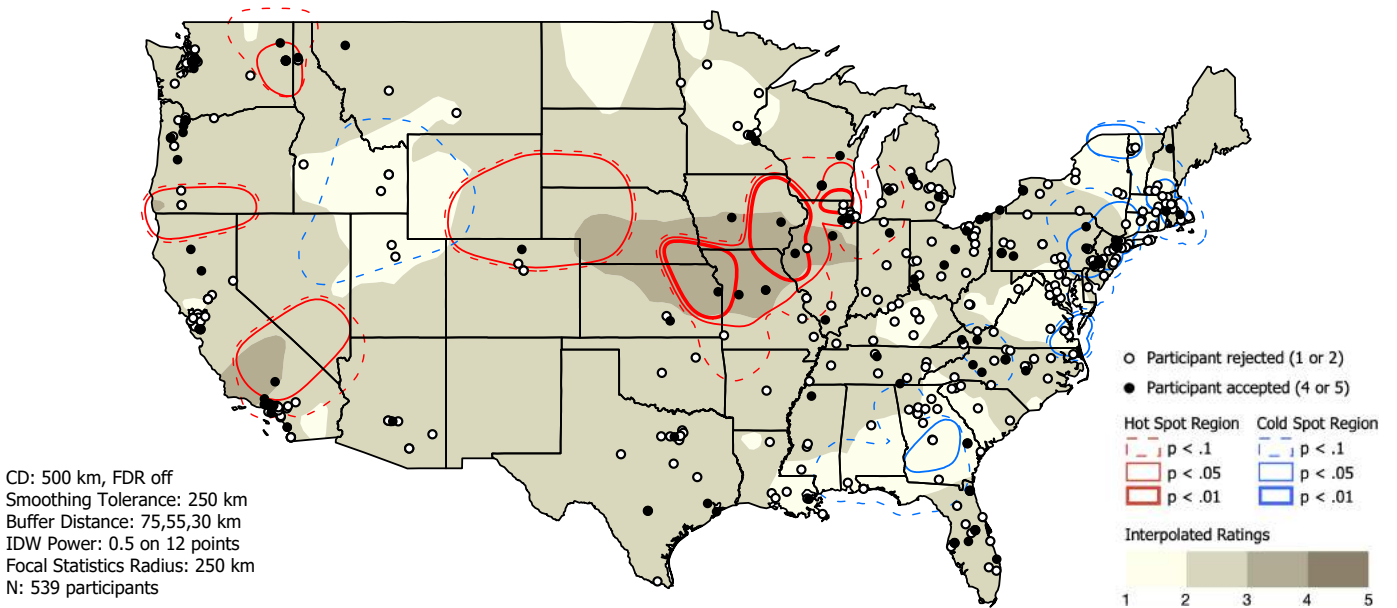 CD: 500 km, FDR off
Smoothing Tolerance: 250 km
Buffer Distance: 75,55,30 km
IDW Power: 0.5 on 12 points
Focal Statistics Radius: 250 km
N: 539 participants
Participant rejected (1 or 2)
Participant accepted (4 or 5)
Hot Spot Region Cold Spot Region
p < .1 p < .1
p < .05 p < .05
p < .01 p < .01
Interpolated Ratings
1 2 3 4 5